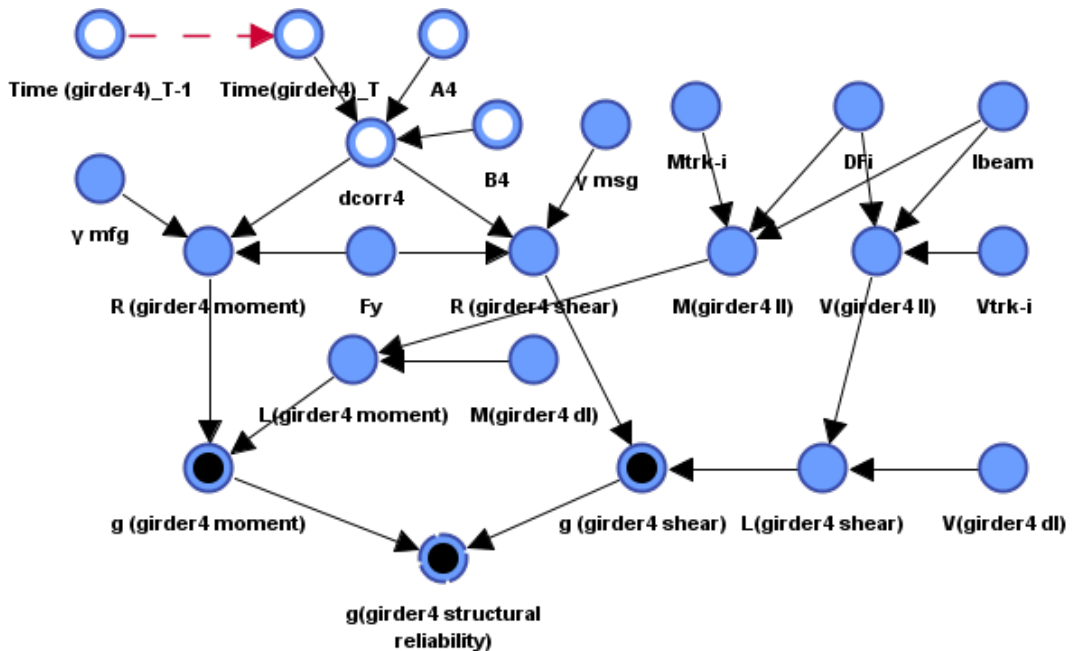 Time (girder4)_T-1
Time(girder4)_T
A4
Mtrk-i
DFi
Ibeam
B4
γ msg
dcorr4
γ mfg
R (girder4 moment)
Fy
R (girder4 shear)
M(girder4 ll)
V(girder4 ll)
Vtrk-i
L(girder4 moment)
M(girder4 dl)
g (girder4 moment)
g (girder4 shear)
L(girder4 shear)
V(girder4 dl)
g(girder4 structural
reliability)